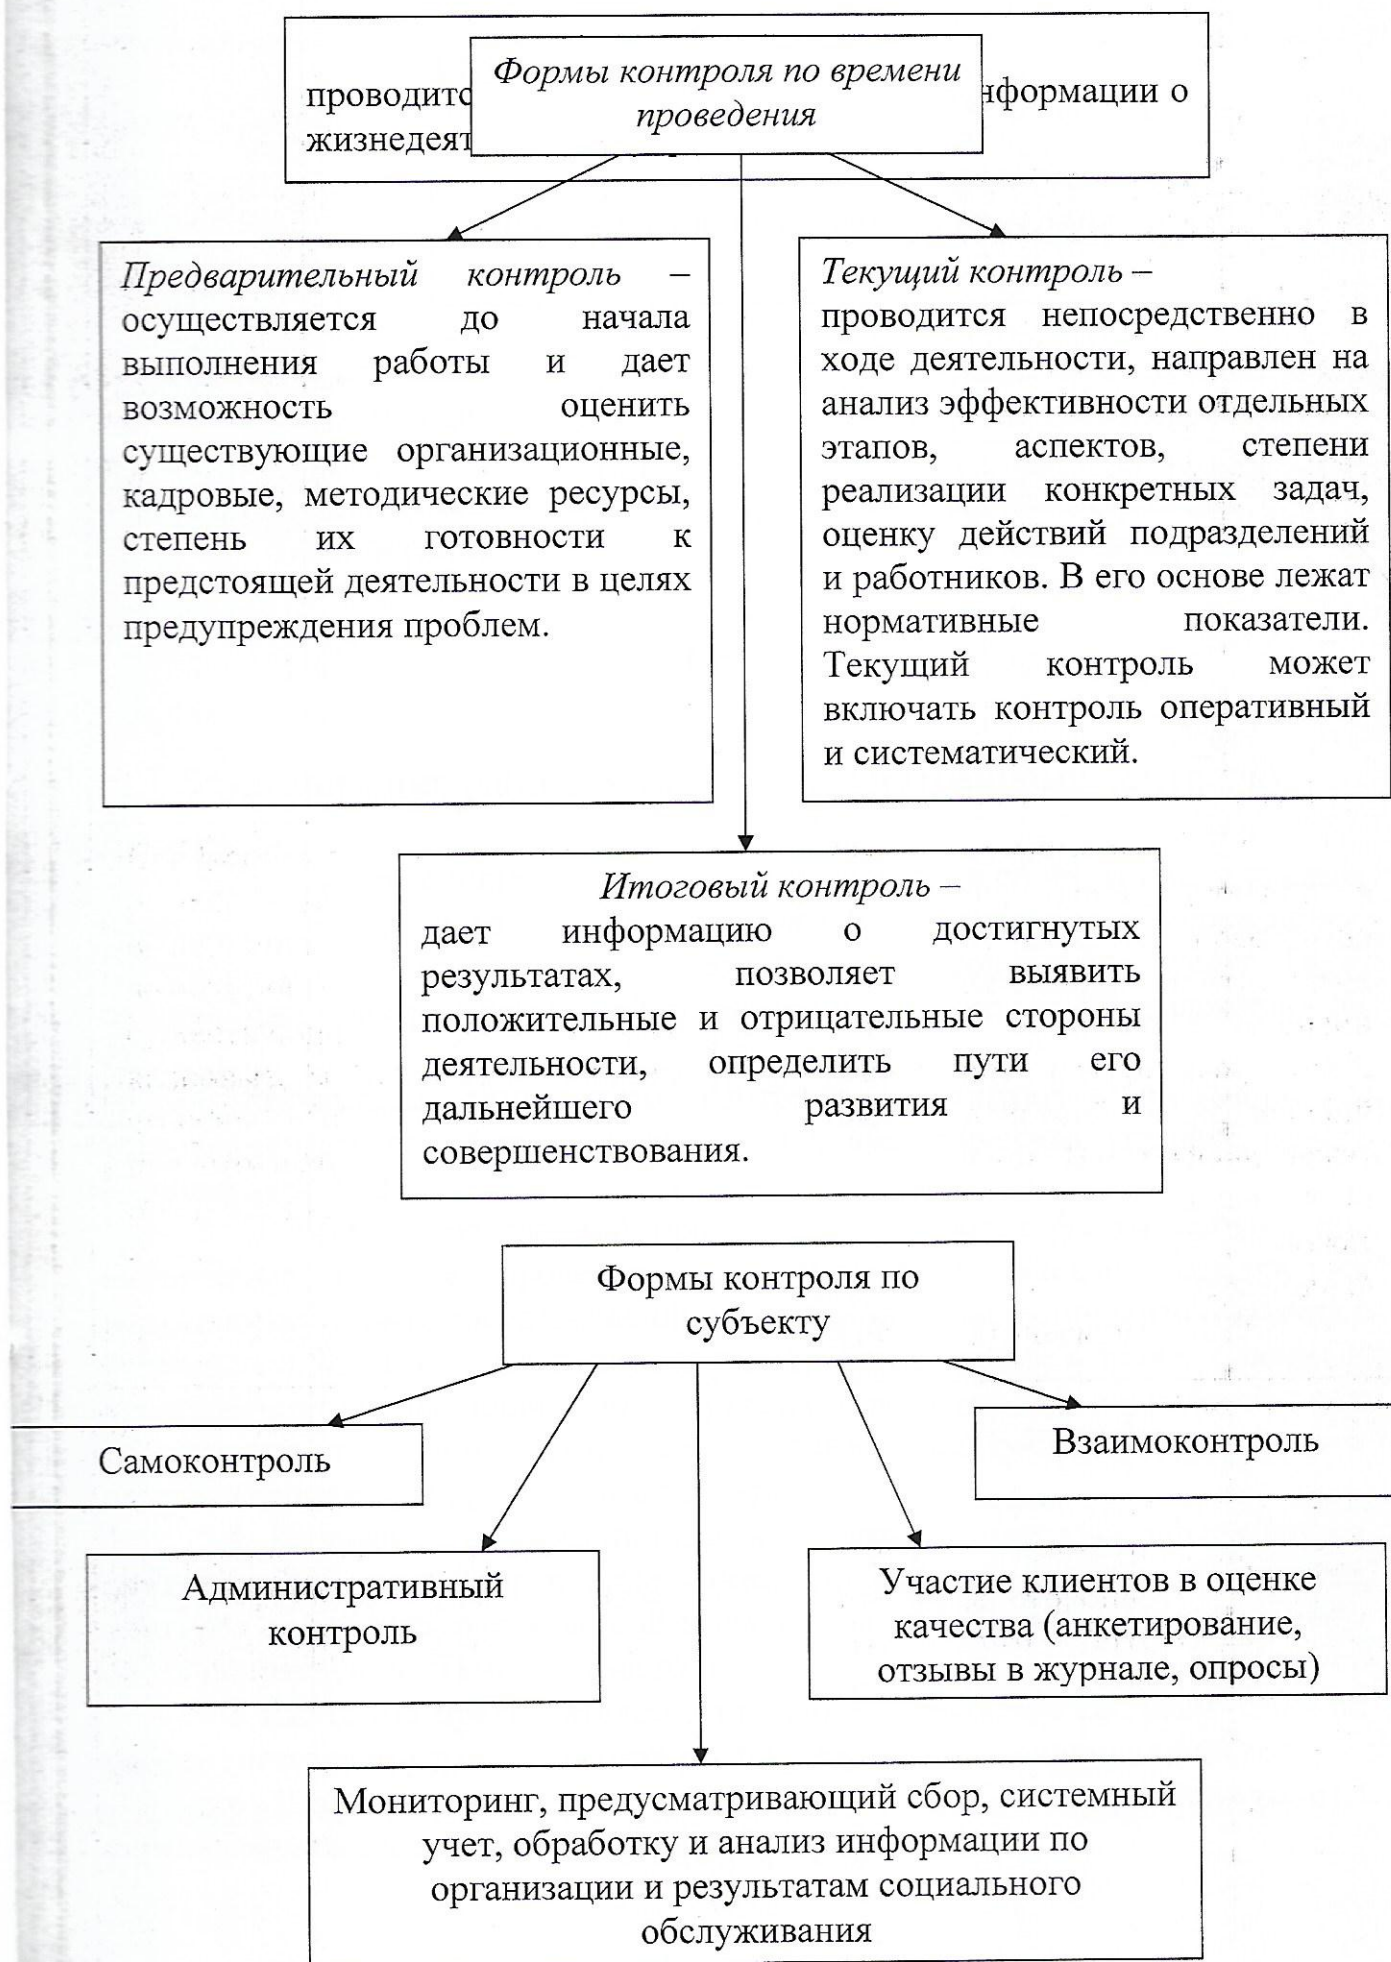 Формы контроля по времени
проведения
нформации о
Предварительный контроль –
осуществляется до начала
выполнения работы и дает
возможность оценить
существующие организационные,
кадровые, методические ресурсы,
степень их готовности к
предстоящей деятельности в целях
предупреждения проблем.
Текущий контроль –
проводится непосредственно в
ходе деятельности, направлен на
анализ эффективности отдельных
этапов, аспектов, степени
реализации конкретных задач,
оценку действий подразделений
и работников. В его основе лежат
нормативные показатели.
Текущий контроль может
включать контроль оперативный
и систематический.
Итоговый контроль –
дает информацию о достигнутых
результатах, позволяет выявить
положительные и отрицательные стороны
деятельности, определить пути его
дальнейшего развития и
совершенствования.
Формы контроля по
субъекту
Самоконтроль
Взаимоконтроль
Административный
контроль
Участие клиентов в оценке
качества (анкетирование,
отзывы в журнале, опросы)
Мониторинг, предусматривающий сбор, системный
учет, обработку и анализ информации по
организации и результатам социального
обслуживания